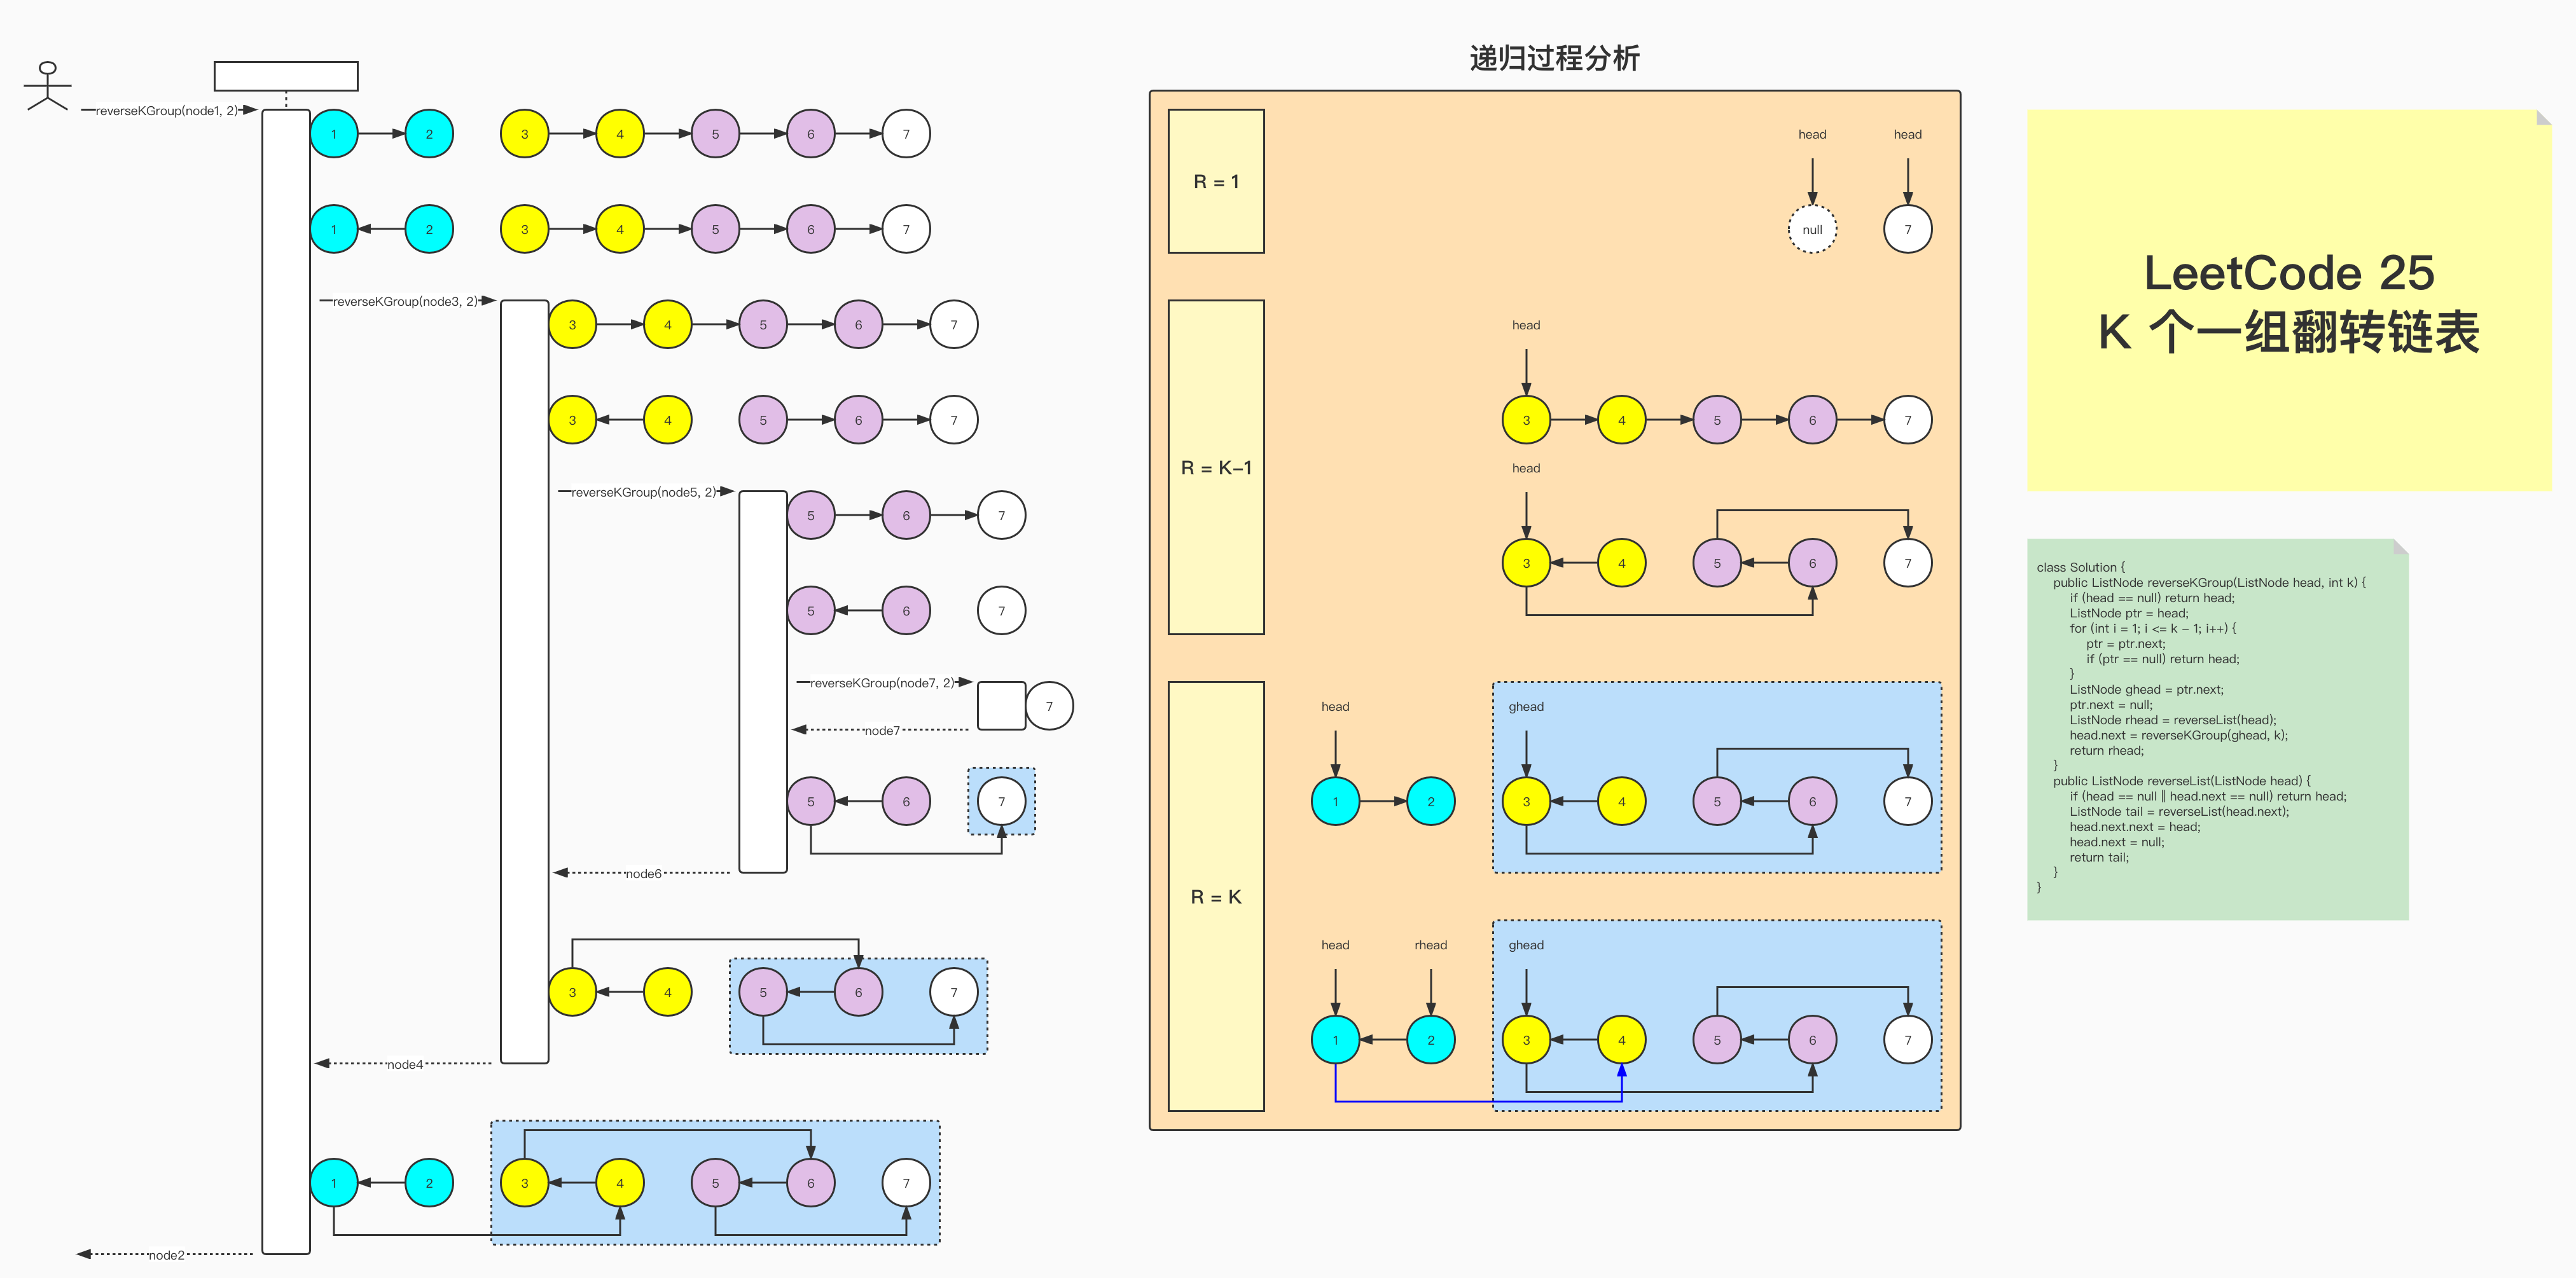 reverseKGroup(node1, 2)
1 2 3 4 5 6 7
1 2 3 4 5 6 7
reverseKGroup(node3, 2)
3 4 5 6 7
3 4 5 6 7
reverseKGroup(node5, 2)
5 6 7
5 6 7
reverseKGroup(node7, 2)
7
node7
5 6 7
node6
3 4 5 6 7
node4
1 2 3 4 5 6 7
node2
递归过程分析
R = 1
head head
null 7
R = K-1
head
3 4 5 6 7
head
3 4 5 6 7
R = K
head ghead
1 2 3 4 5 6 7
head rhead ghead
1 2 3 4 5 6 7
LeetCode 25
K 个一组翻转链表
class Solution {
public ListNode reverseKGroup(ListNode head, int k) {
if (head == null) return head;
ListNode ptr = head;
for (int i = 1; i <= k - 1; i++) {
ptr = ptr.next;
if (ptr == null) return head;
}
ListNode ghead = ptr.next;
ptr.next = null;
ListNode rhead = reverseList(head);
head.next = reverseKGroup(ghead, k);
return rhead;
}
public ListNode reverseList(ListNode head) {
if (head == null || head.next == null) return head;
ListNode tail = reverseList(head.next);
head.next.next = head;
head.next = null;
return tail;
}
}